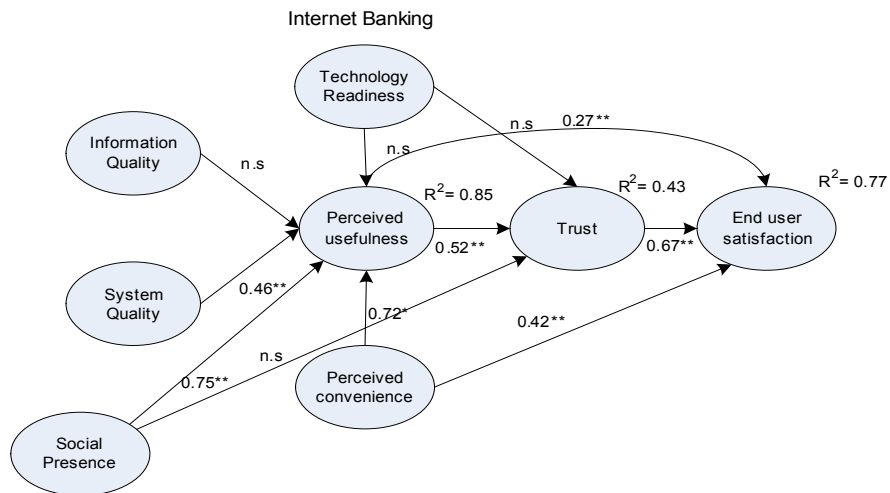 Internet Banking
Technology
Readiness
n.s
0.27**
Information
Quality
n.s
n.s
R²= 0.85
R²= 0.43
R²= 0.77
Perceived
usefulness
Trust
End user
satisfaction
0.52**
0.67**
System
Quality
0.46**
0.72*
0.42**
n.s
0.75**
Perceived
convenience
Social
Presence